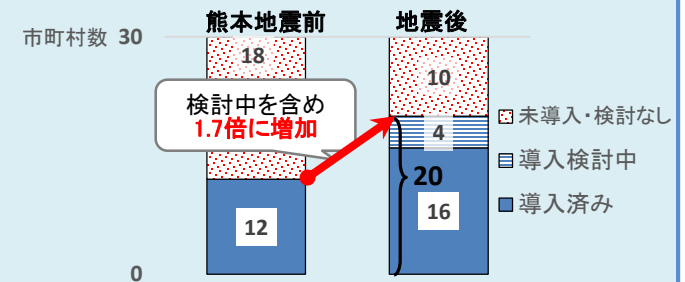 熊本地震前
地震後
市町村数 30
18
10
検討中を含め
1.7倍に増加
未導入・検討なし
4
導入検討中
20
12
16
導入済み
0